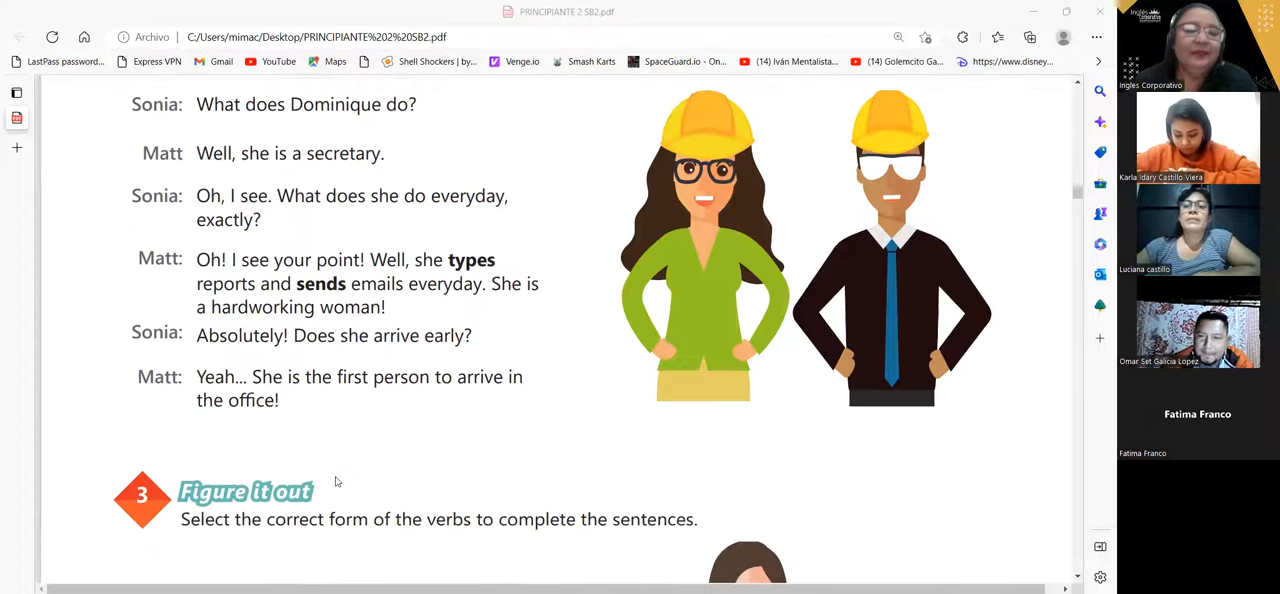 PRINCIPIANTE 2 SB2.pdf
Archivo
C:/Users/mimac/Desktop/PRINCIPIANTE%202%20SB2.pdf
LastPass password...
Express VPN
Gmail
YouTube
Maps
Shell Shockers | by...
Venge.io
Smash Karts
SpaceGuard.io - On...
(14) Iván Mentalista...
(14) Golemcito Ga...
https://www.disney...
Sonia: What does Dominique do?
Matt Well, she is a secretary.
Sonia: Oh, I see. What does she do everyday,
exactly?
Matt: Oh! I see your point! Well, she types
reports and sends emails everyday. She is
a hardworking woman!
Sonia: Absolutely! Does she arrive early?
Matt: Yeah... She is the first person to arrive in
the office!
3 Figure it out
Select the correct form of the verbs to complete the sentences.
Inglés
Corporativo
Ingles Corporativo
Karla Idary Castillo Viera
Luciana castillo
Omar Set Galicia Lopez
Fatima Franco
Fatima Franco